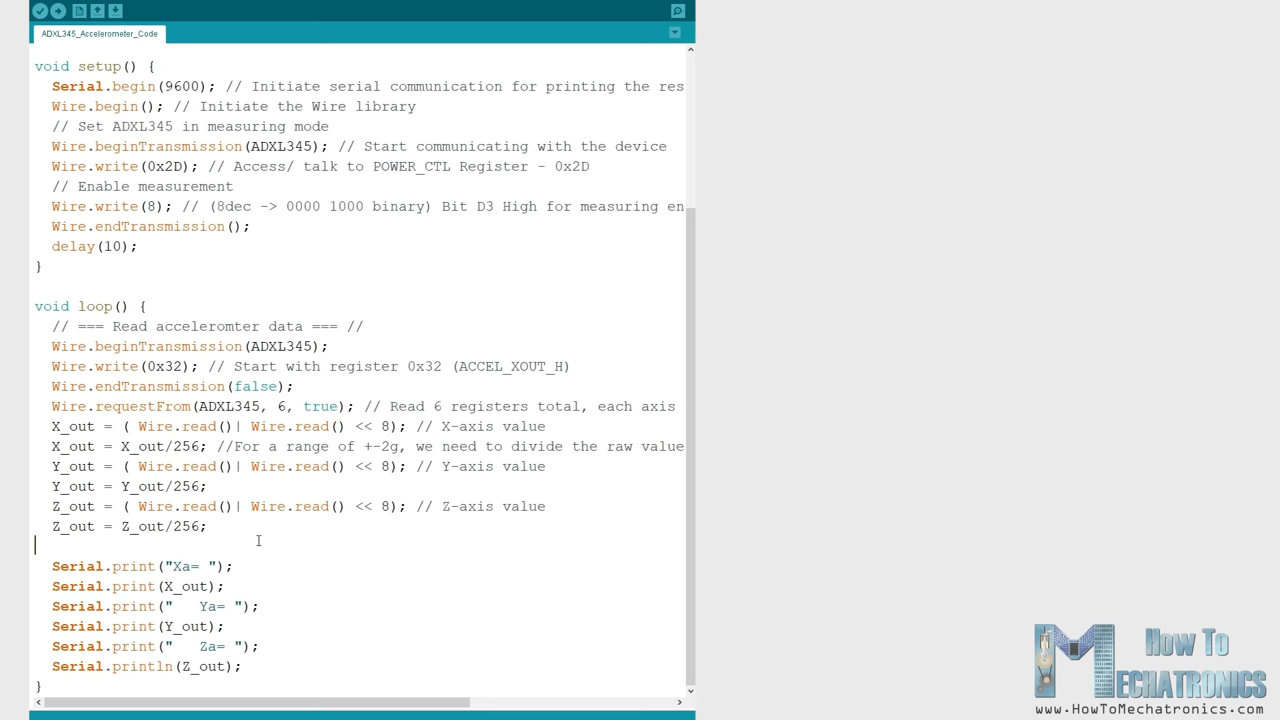 ADXL345_Accelerometer_Code
void setup() {
Serial.begin(9600); // Initiate serial communication for printing the res
Wire.begin(); // Initiate the Wire library
// Set ADXL345 in measuring mode
Wire.beginTransmission(ADXL345); // Start communicating with the device
Wire.write(0x2D); // Access/ talk to POWER_CTL Register - 0x2D
// Enable measurement
Wire.write(8); // (8dec -> 0000 1000 binary) Bit D3 High for measuring en
Wire.endTransmission();
delay(10);
}
void loop() {
// === Read acceleromter data === //
Wire.beginTransmission(ADXL345);
Wire.write(0x32); // Start with register 0x32 (ACCEL_XOUT_H)
Wire.endTransmission(false);
Wire.requestFrom(ADXL345, 6, true); // Read 6 registers total, each axis
X_out = ( Wire.read()| Wire.read() << 8); // X-axis value
X_out = X_out/256; //For a range of +-2g, we need to divide the raw value
Y_out = ( Wire.read()| Wire.read() << 8); // Y-axis value
Y_out = Y_out/256;
Z_out = ( Wire.read()| Wire.read() << 8); // Z-axis value
Z_out = Z_out/256;
Serial.print("Xa= ");
Serial.print(X_out);
Serial.print("   Ya= ");
Serial.print(Y_out);
Serial.print("   Za= ");
Serial.println(Z_out);
}
How To
MECHATRONICS
www.HowToMechatronics.com